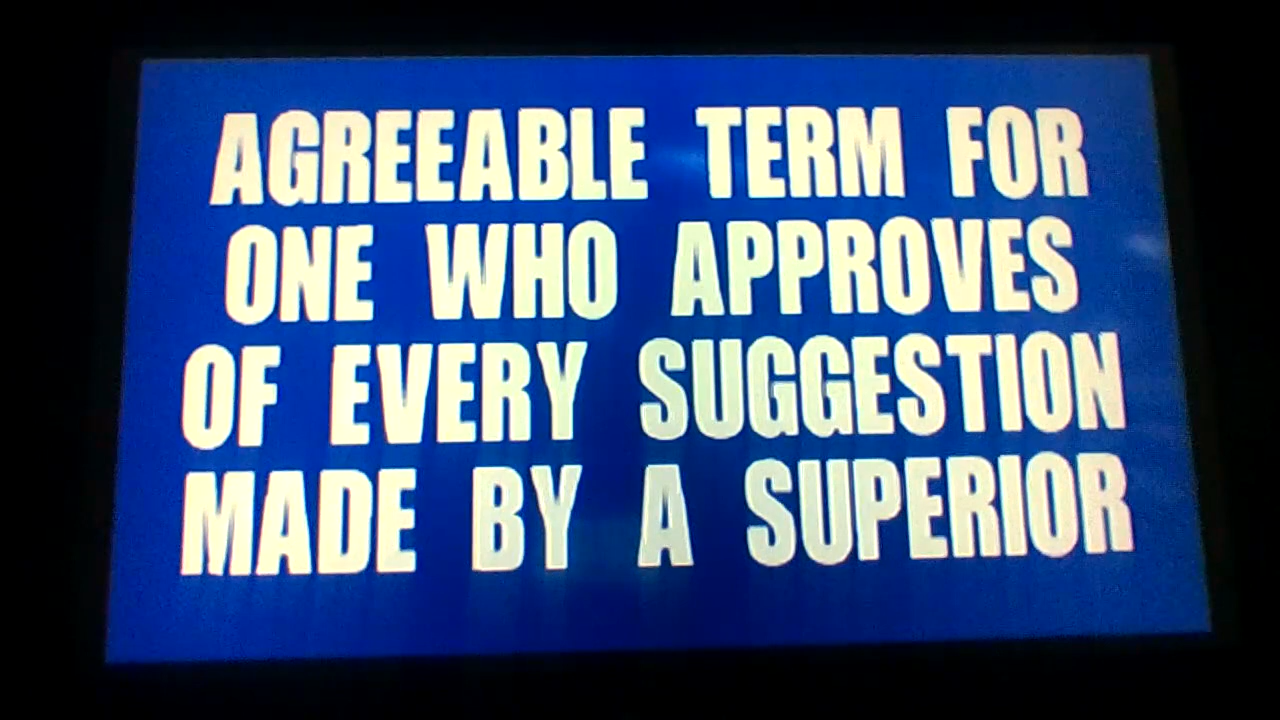 AGREEABLE TERM FOR
ONE WHO APPROVES
OF EVERY SUGGESTION
MADE BY A SUPERIOR